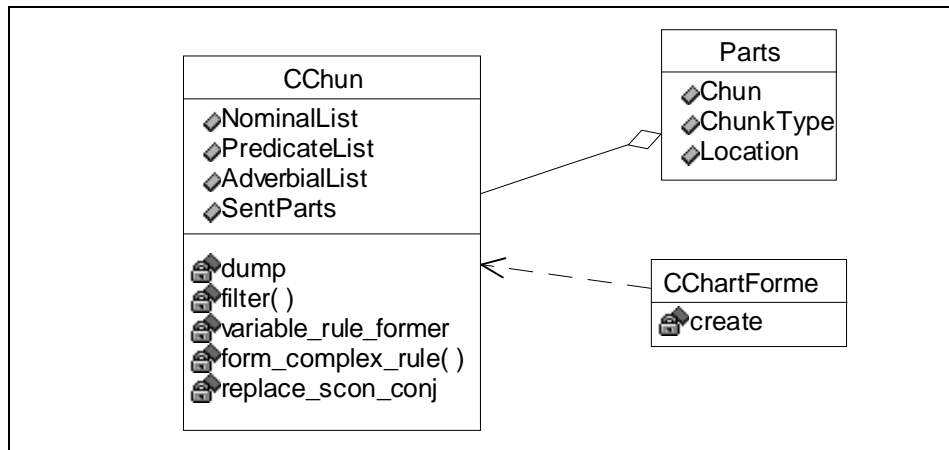 CChun
NominalList
PredicateList
AdverbialList
SentParts
dump
filter( )
variable_rule_former
form_complex_rule( )
replace_scon_conj
Parts
Chun
ChunkType
Location
CChartForme
create